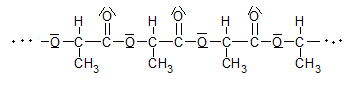 H O H O H O H
··· –O–C–C–O–C–C–O–C–C–O–C– ···
CH₃ CH₃ CH₃ CH₃